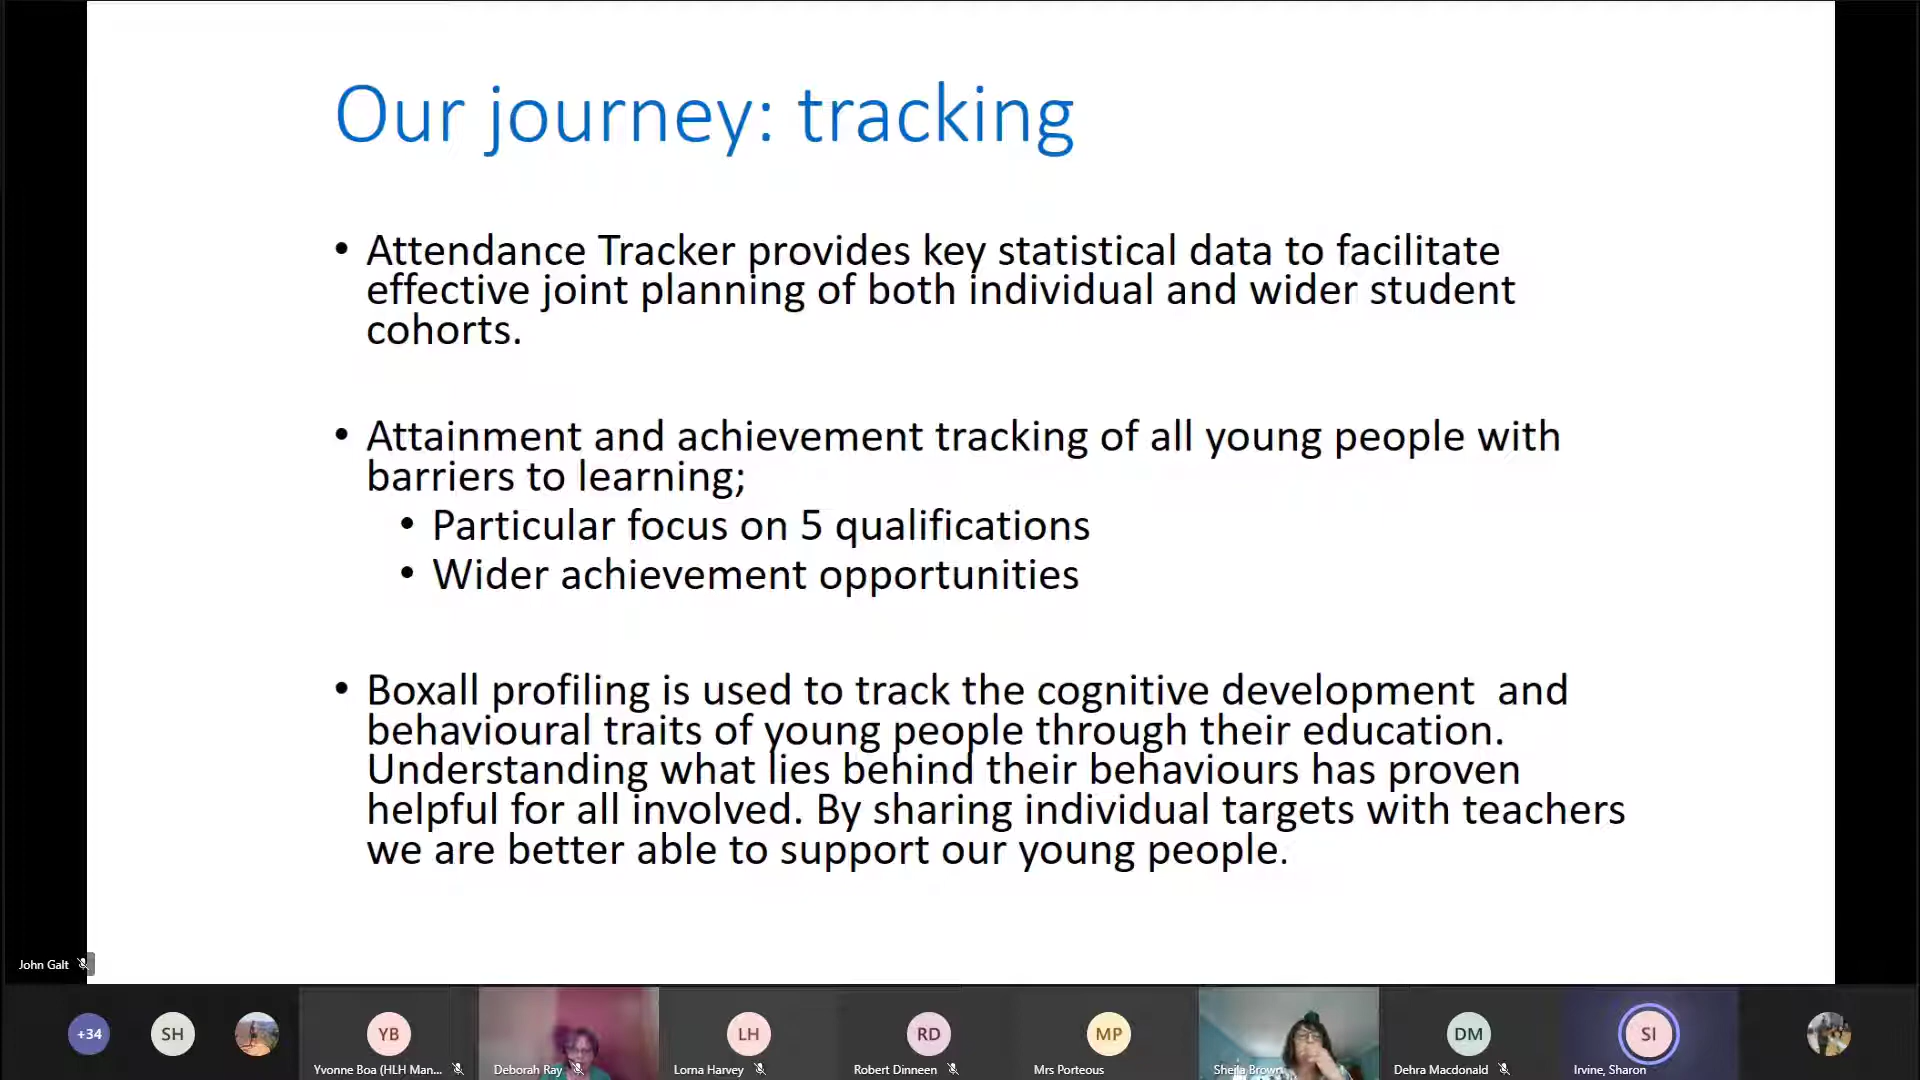 Our journey: tracking
• Attendance Tracker provides key statistical data to facilitate
effective joint planning of both individual and wider student
cohorts.
• Attainment and achievement tracking of all young people with
barriers to learning;
• Particular focus on 5 qualifications
• Wider achievement opportunities
• Boxall profiling is used to track the cognitive development  and
behavioural traits of young people through their education.
Understanding what lies behind their behaviours has proven
helpful for all involved. By sharing individual targets with teachers
we are better able to support our young people.
John Galt
+34
SH
YB
LH
RD
MP
DM
SI
Yvonne Boa (HLH Man...
Deborah Ray
Lorna Harvey
Robert Dinneen
Mrs Porteous
Sheila Brown
Dehra Macdonald
Irvine, Sharon